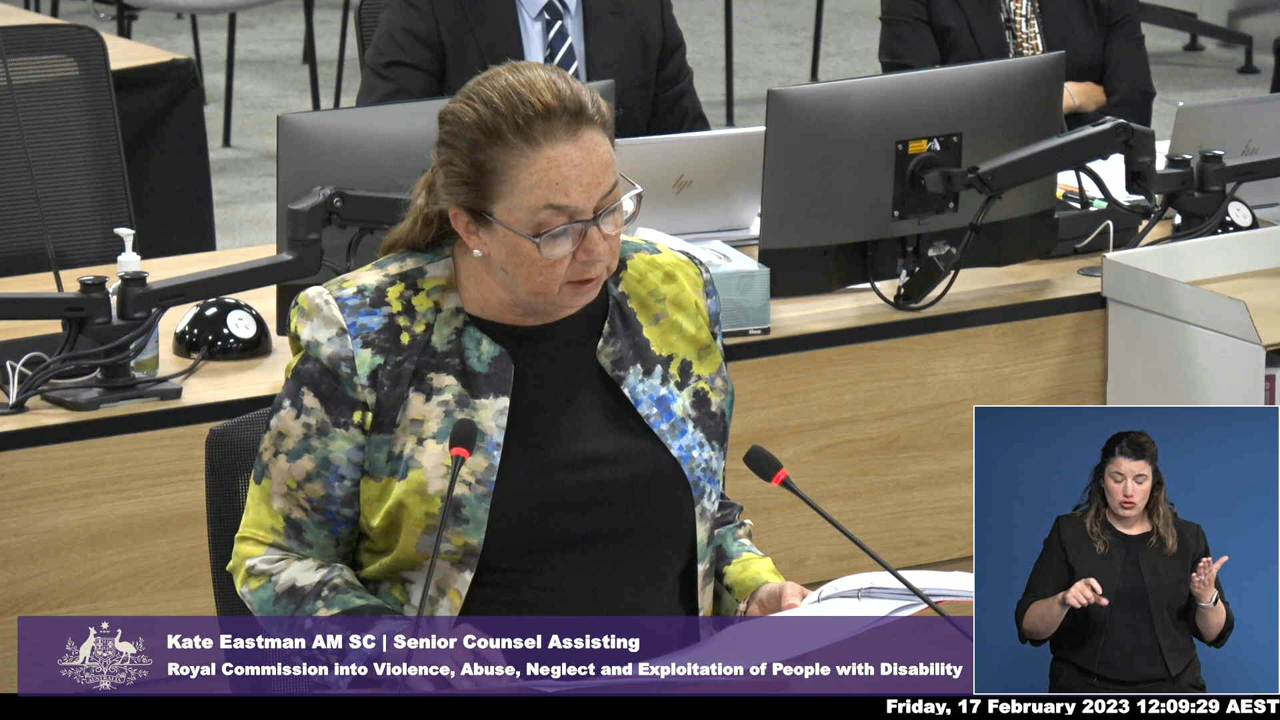 hp
Kate Eastman AM SC | Senior Counsel Assisting
Royal Commission into Violence, Abuse, Neglect and Exploitation of People with Disability
Friday, 17 February 2023 12:09:29 AEST